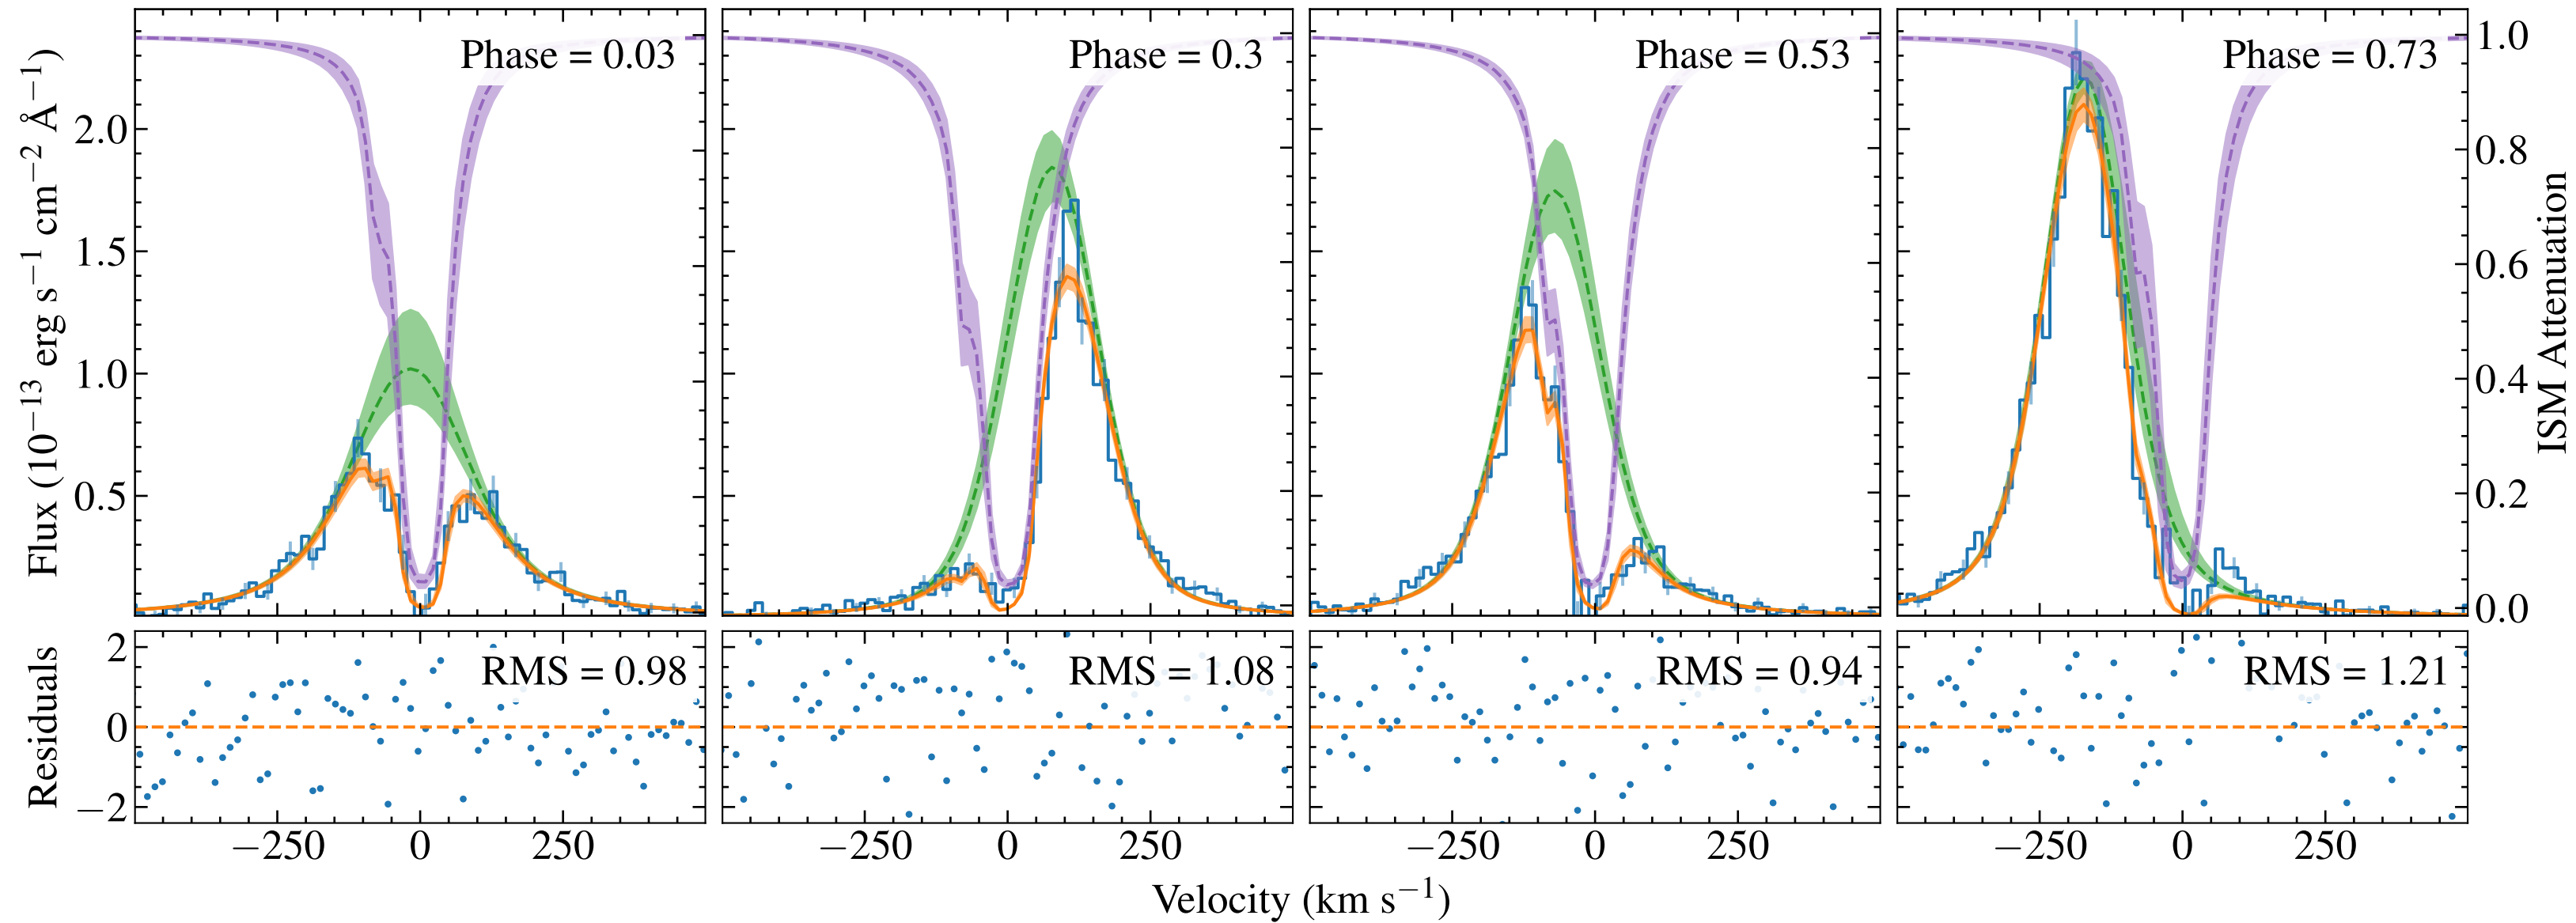 Phase = 0.03
Phase = 0.3
Phase = 0.53
Phase = 0.73
Flux (10⁻¹³ erg s⁻¹ cm⁻² Å⁻¹)
2.0
1.5
1.0
0.5
1.0
0.8
0.6
0.4
0.2
0.0
ISM Attenuation
Residuals
2
0
−2
RMS = 0.98
RMS = 1.08
RMS = 0.94
RMS = 1.21
−250 0 250
−250 0 250
−250 0 250
−250 0 250
Velocity (km s⁻¹)